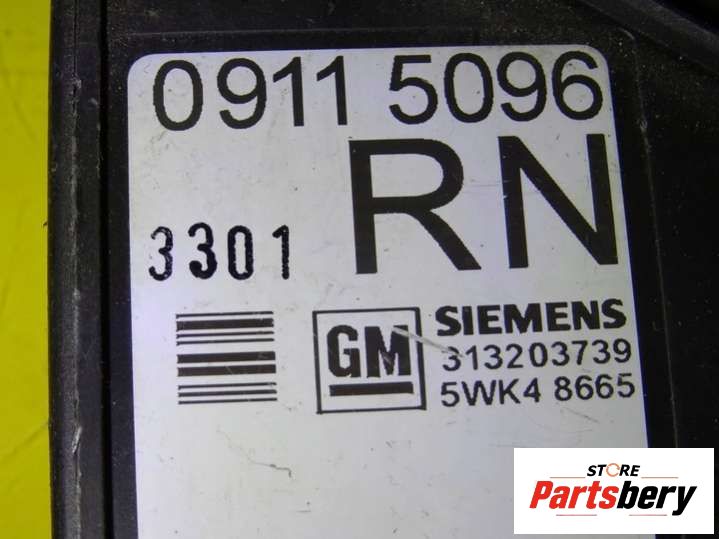 0911 5096
RN
3301
GM
SIEMENS
313203739
5WK4 8665
STORE
Partsbery